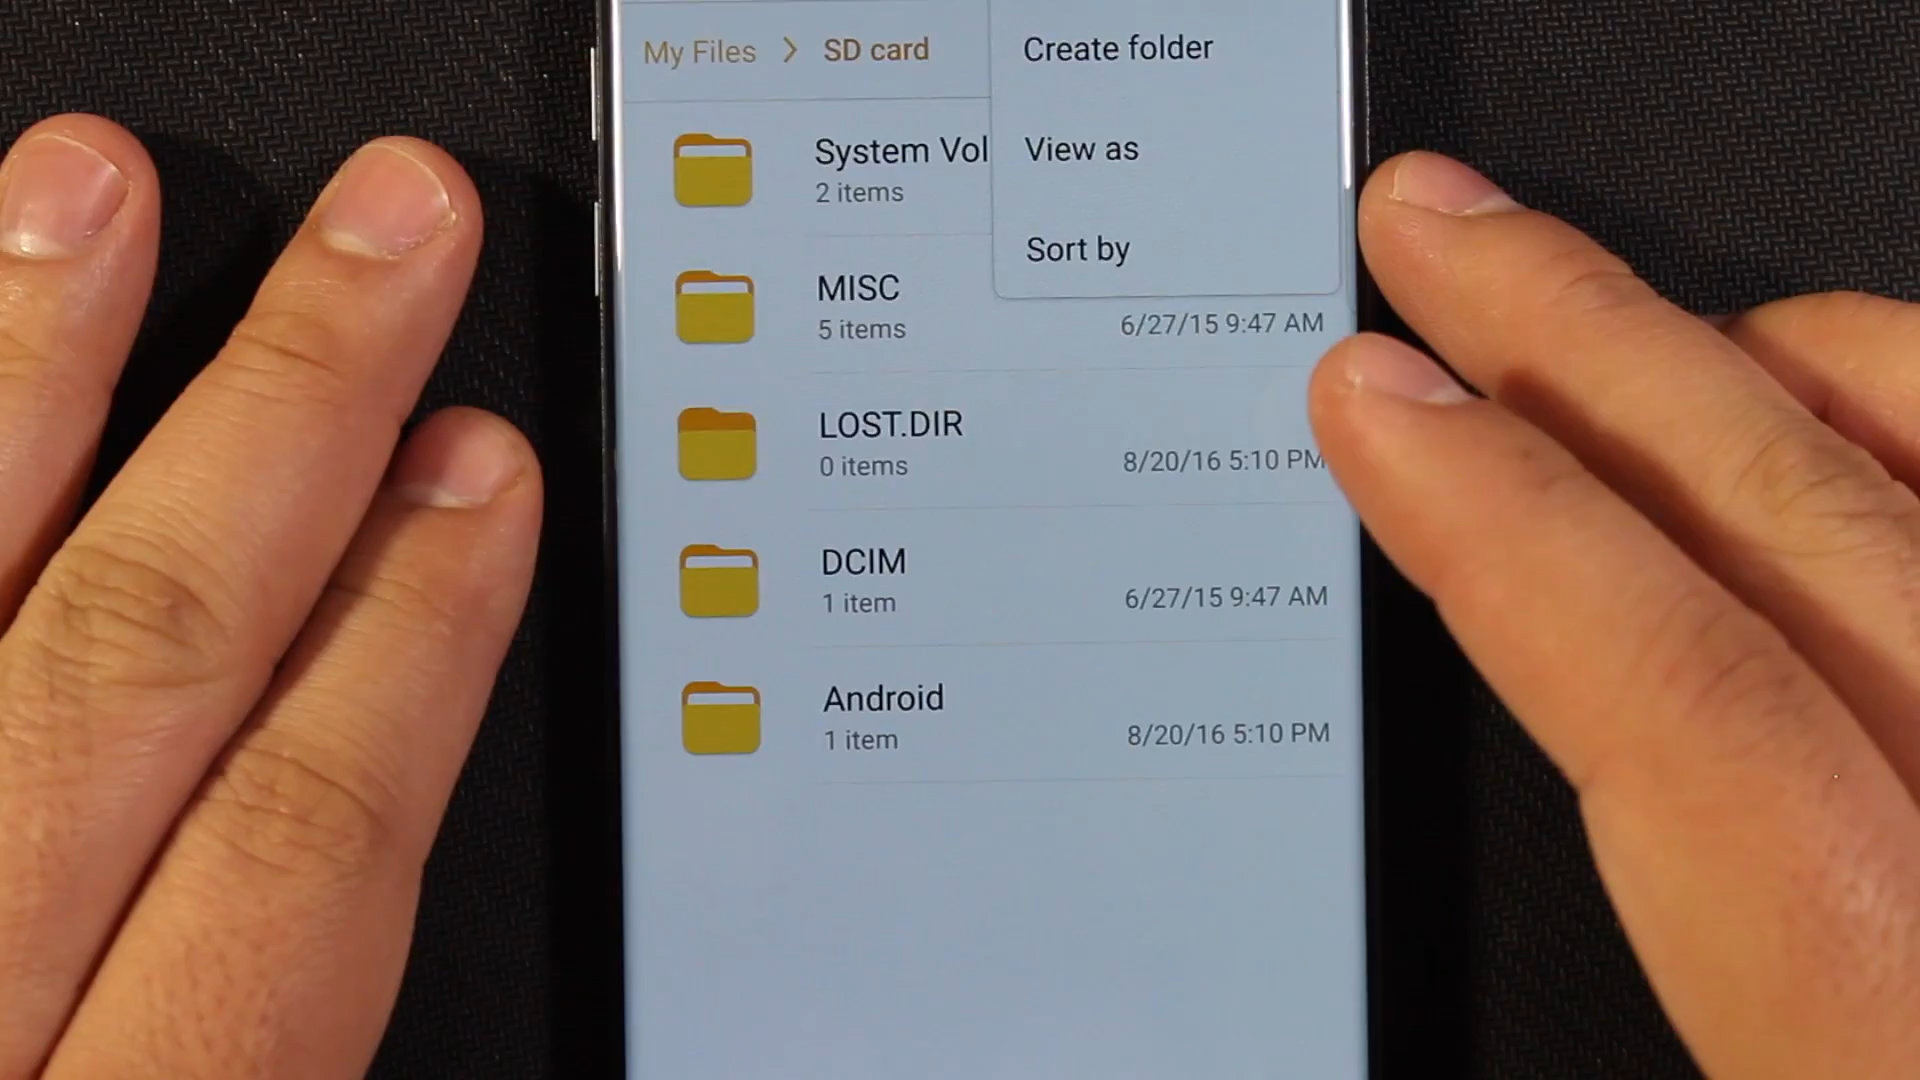 My Files > SD card
Create folder
View as
Sort by
System Vol
2 items
MISC
5 items
6/27/15 9:47 AM
LOST.DIR
0 items
8/20/16 5:10 PM
DCIM
1 item
6/27/15 9:47 AM
Android
1 item
8/20/16 5:10 PM